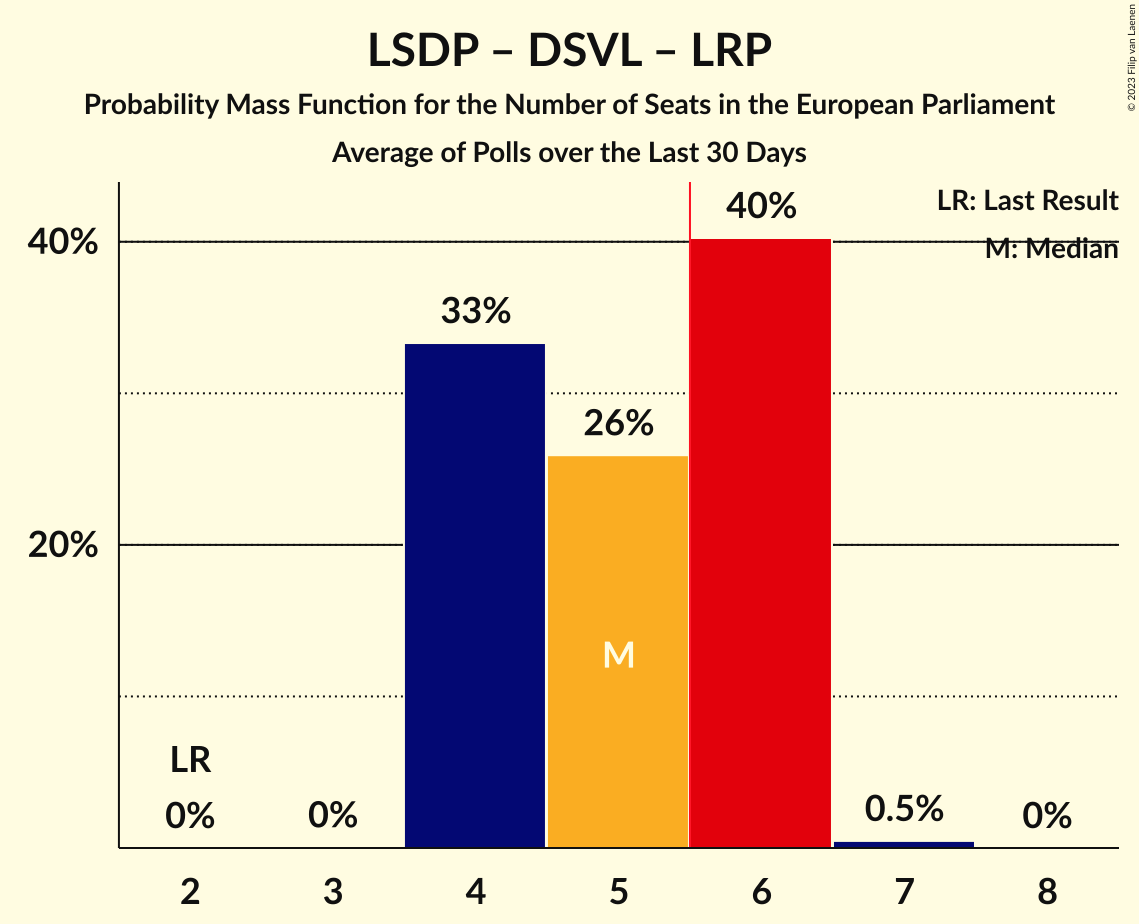 LSDP – DSVL – LRP
Probability Mass Function for the Number of Seats in the European Parliament
Average of Polls over the Last 30 Days
© 2023 Filip van Laenen
LR: Last Result
M: Median
40%
20%
LR
0%
0%
33%
26%
M
40%
0.5%
0%
2 3 4 5 6 7 8